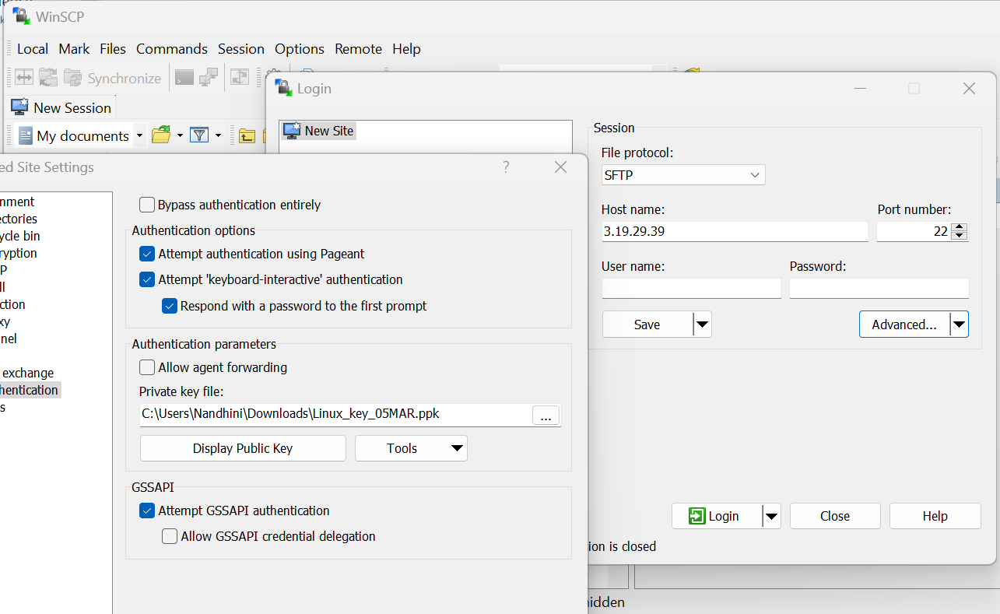 WinSCP
Local Mark Files Commands Session Options Remote Help
Synchronize
New Session
My documents
Login
New Site
Session
File protocol:
SFTP
Host name:
Port number:
3.19.29.39
22
User name:
Password:
Save
Advanced...
Login
Close
Help
ion is closed
idden
ed Site Settings
?
nment
ectories
ycle bin
ryption
P
ll
ction
xy
nel
exchange
hentication
s
Bypass authentication entirely
Authentication options
Attempt authentication using Pageant
Attempt 'keyboard-interactive' authentication
Respond with a password to the first prompt
Authentication parameters
Allow agent forwarding
Private key file:
C:\Users\Nandhini\Downloads\Linux_key_05MAR.ppk
...
Display Public Key
Tools
GSSAPI
Attempt GSSAPI authentication
Allow GSSAPI credential delegation